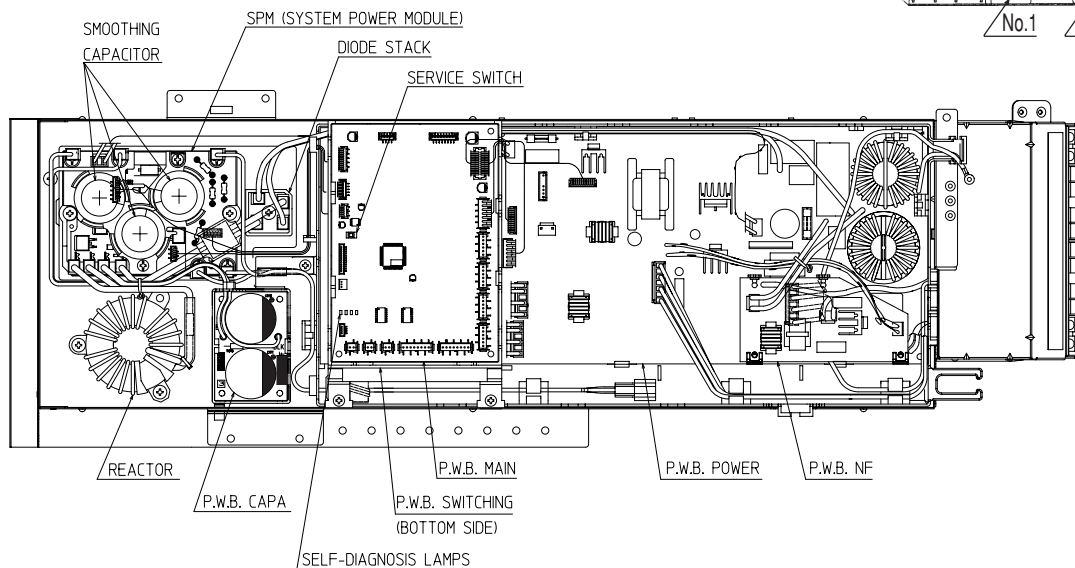 No.1
SPM (SYSTEM POWER MODULE)
SMOOTHING
CAPACITOR
DIODE STACK
SERVICE SWITCH
REACTOR
P.W.B. MAIN
P.W.B. POWER
P.W.B. NF
P.W.B. CAPA
P.W.B. SWITCHING
(BOTTOM SIDE)
SELF-DIAGNOSIS LAMPS